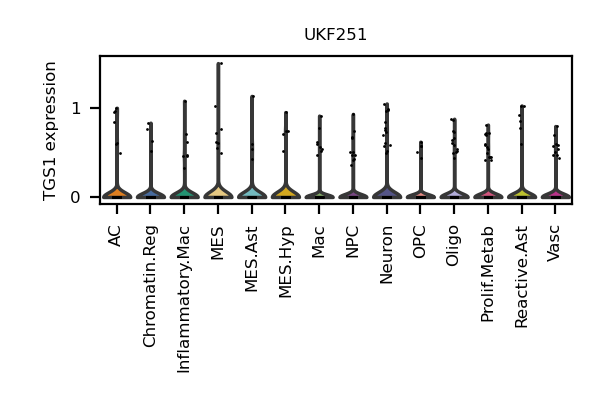 UKF251
TGS1 expression
1
0
AC
Chromatin.Reg
Inflammatory.Mac
MES
MES.Ast
MES.Hyp
Mac
NPC
Neuron
OPC
Oligo
Prolif.Metab
Reactive.Ast
Vasc